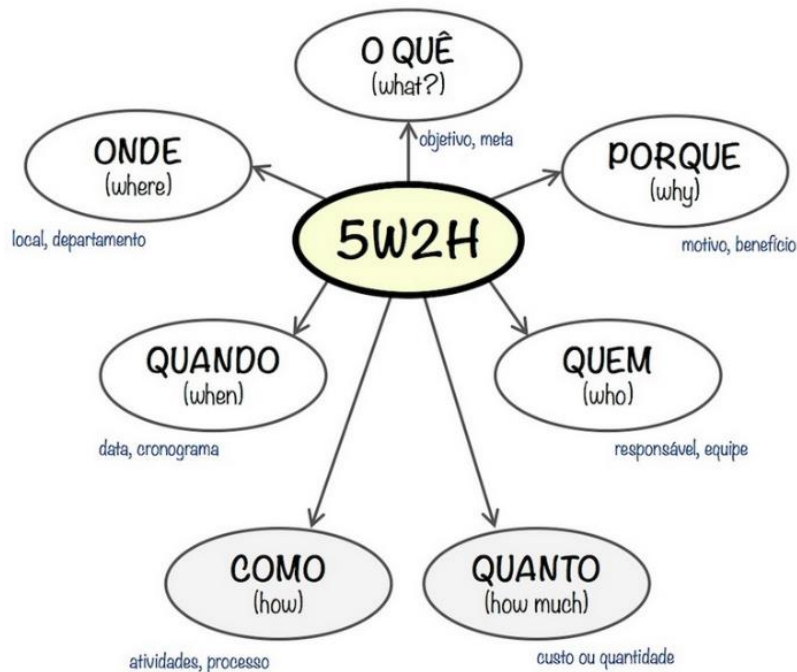 O QUÊ
(what?)
objetivo, meta
ONDE
(where)
local, departamento
PORQUE
(why)
motivo, benefício
5W2H
QUANDO
(when)
data, cronograma
QUEM
(who)
responsável, equipe
COMO
(how)
atividades, processo
QUANTO
(how much)
custo ou quantidade